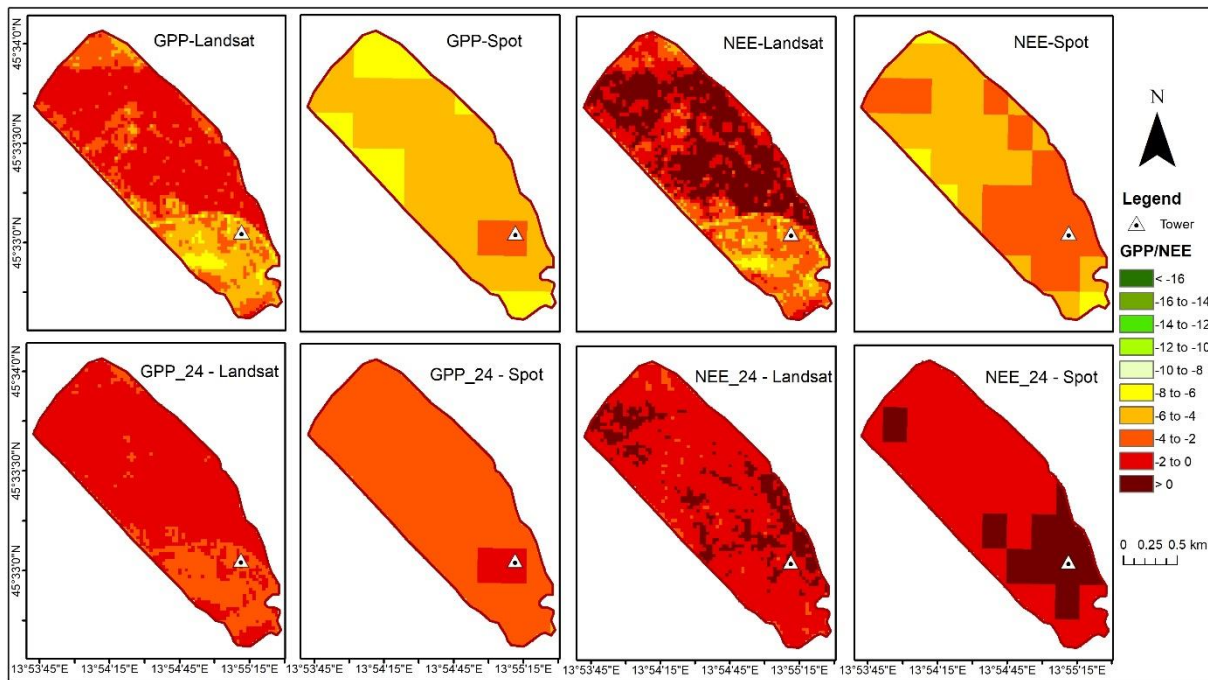 GPP-Landsat
GPP-Spot
NEE-Landsat
NEE-Spot
45°34'0"N
45°33'30"N
45°33'0"N
N
Legend
Tower
GPP/NEE
< -16
-16 to -14
-14 to -12
-12 to -10
-10 to -8
-8 to -6
-6 to -4
-4 to -2
-2 to 0
> 0
0 0.25 0.5 km
GPP_24 - Landsat
GPP_24 - Spot
NEE_24 - Landsat
NEE_24 - Spot
45°34'0"N
45°33'30"N
45°33'0"N
13°53'45"E 13°54'15"E 13°54'45"E 13°55'15"E
13°54'15"E 13°54'45"E 13°55'15"E
13°53'45"E 13°54'15"E 13°54'45"E 13°55'15"E
13°53'45"E 13°54'15"E 13°54'45"E 13°55'15"E